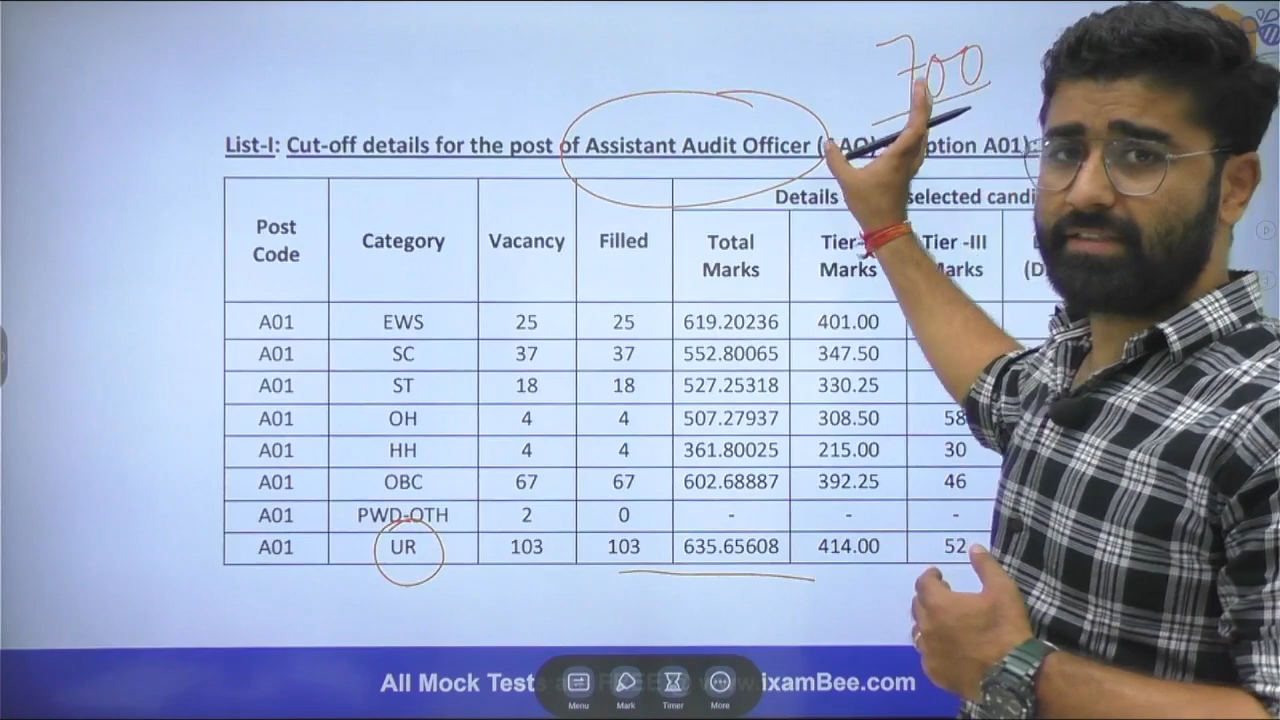 700
List-I: Cut-off details for the post of Assistant Audit Officer (AAO) option A01):
Details selected candi
Post Code Category Vacancy Filled Total Marks Tier- Marks Tier -III Marks
A01 EWS 25 25 619.20236 401.00
A01 SC 37 37 552.80065 347.50
A01 ST 18 18 527.25318 330.25
A01 OH 4 4 507.27937 308.50 58
A01 HH 4 4 361.80025 215.00 30
A01 OBC 67 67 602.68887 392.25 46
A01 PWD-OTH 2 0 - - -
A01 UR 103 103 635.65608 414.00 52
All Mock Tests ixamBee.com
Menu Mark Timer More